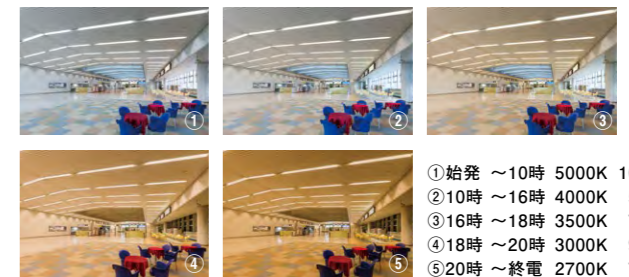 ①
②
③
④
⑤
①始発 ～10時 5000K
②10時 ～16時 4000K
③16時 ～18時 3500K
④18時 ～20時 3000K
⑤20時 ～終電 2700K